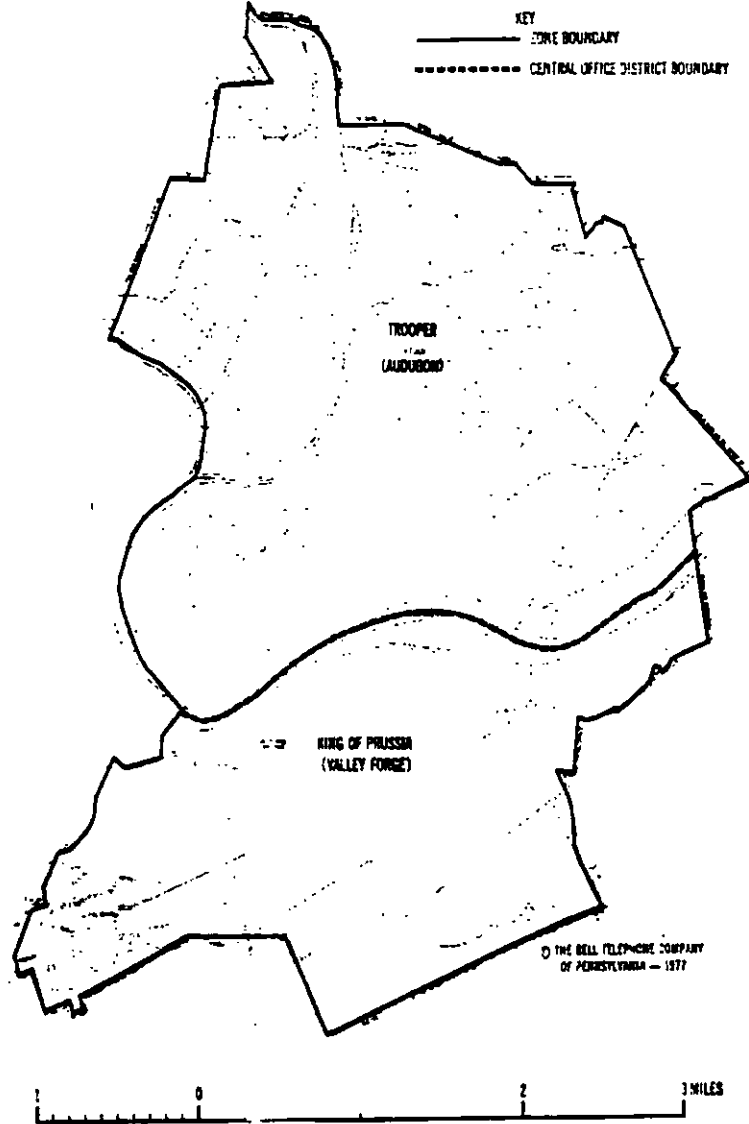 KEY
ZONE BOUNDARY
CENTRAL OFFICE DISTRICT BOUNDARY
TROOPER
(AUDUBON)
KING OF PRUSSIA
(VALLEY FORGE)
© THE BELL TELEPHONE COMPANY
OF PENNSYLVANIA — 1977
1 0 2 3 MILES